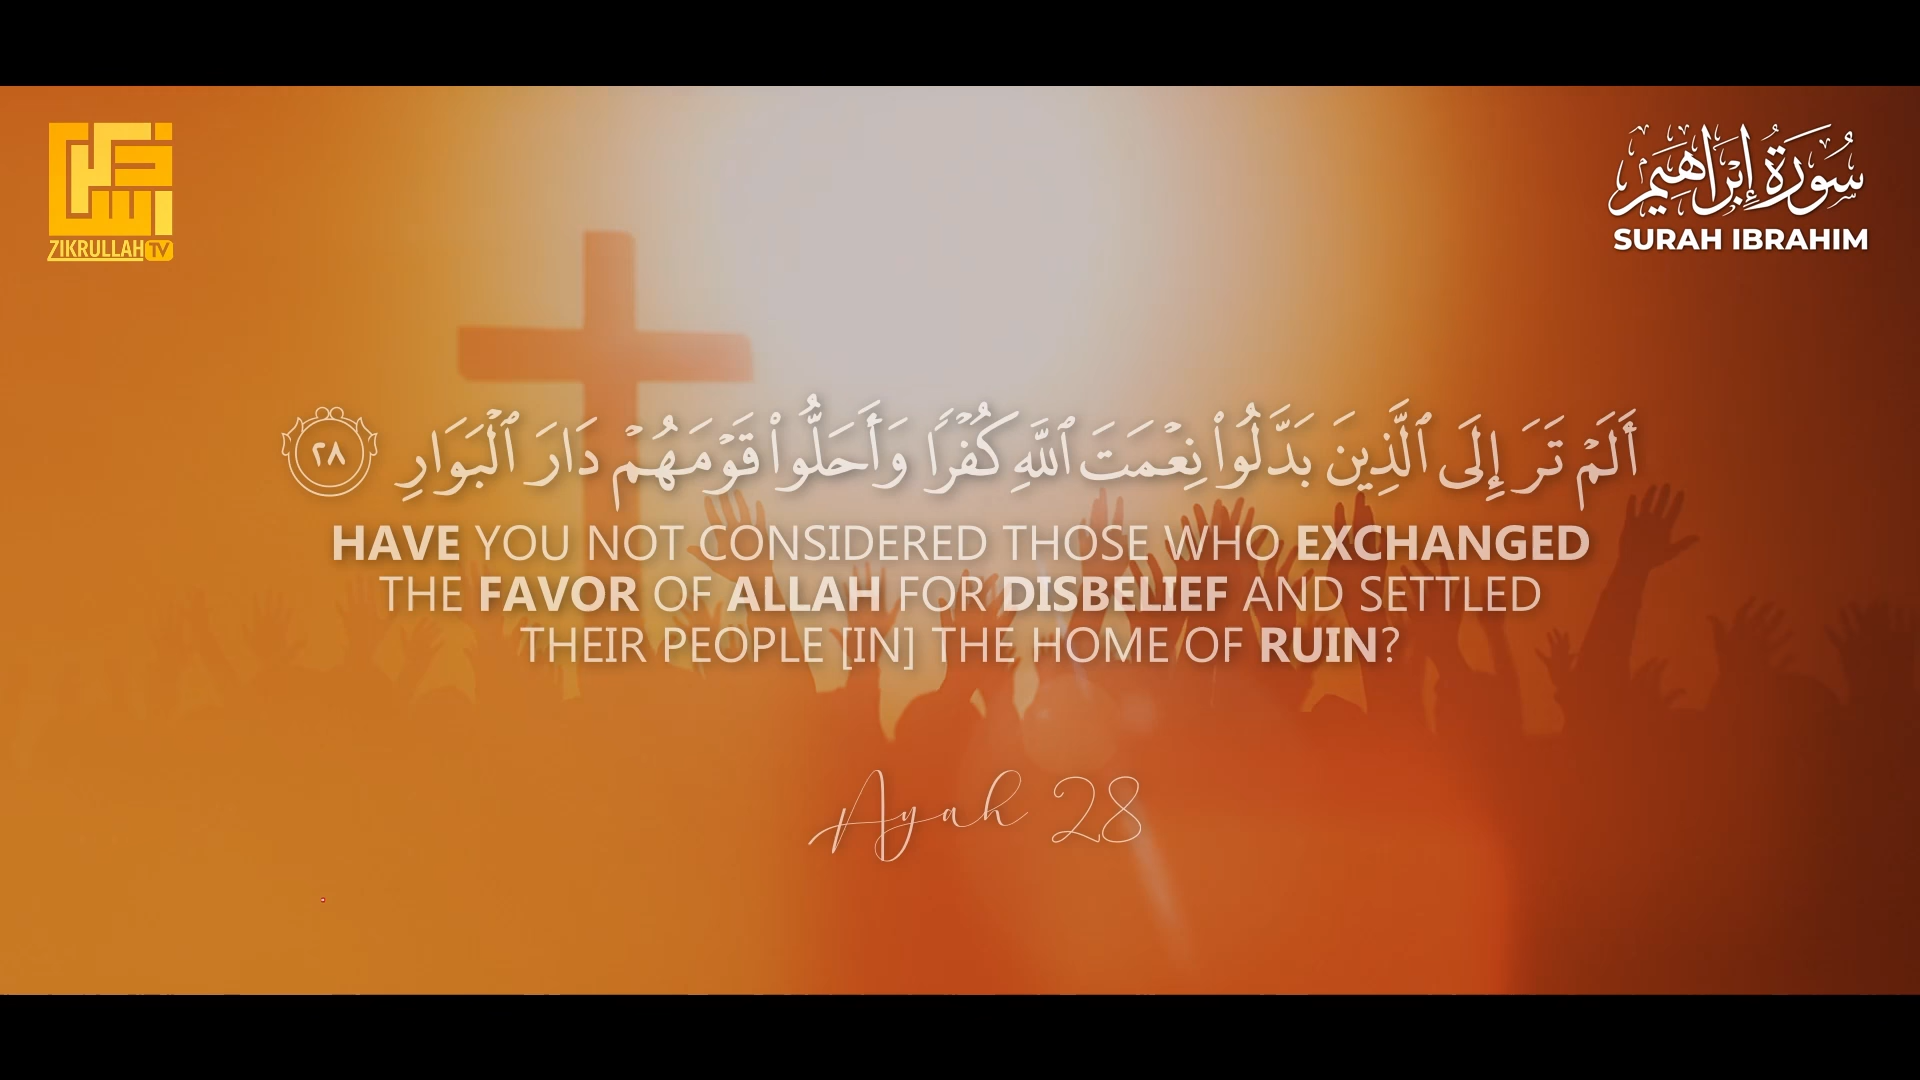 ZIKRULLAH TV
سُورَةُ إِبْرَاهِيم
SURAH IBRAHIM
أَلَمْ تَرَ إِلَى ٱلَّذِينَ بَدَّلُوا۟ نِعْمَتَ ٱللَّهِ كُفْرًا وَأَحَلُّوا۟ قَوْمَهُمْ دَارَ ٱلْبَوَارِ ٢٨
HAVE YOU NOT CONSIDERED THOSE WHO EXCHANGED
THE FAVOR OF ALLAH FOR DISBELIEF AND SETTLED
THEIR PEOPLE [IN] THE HOME OF RUIN?
Ayah 28